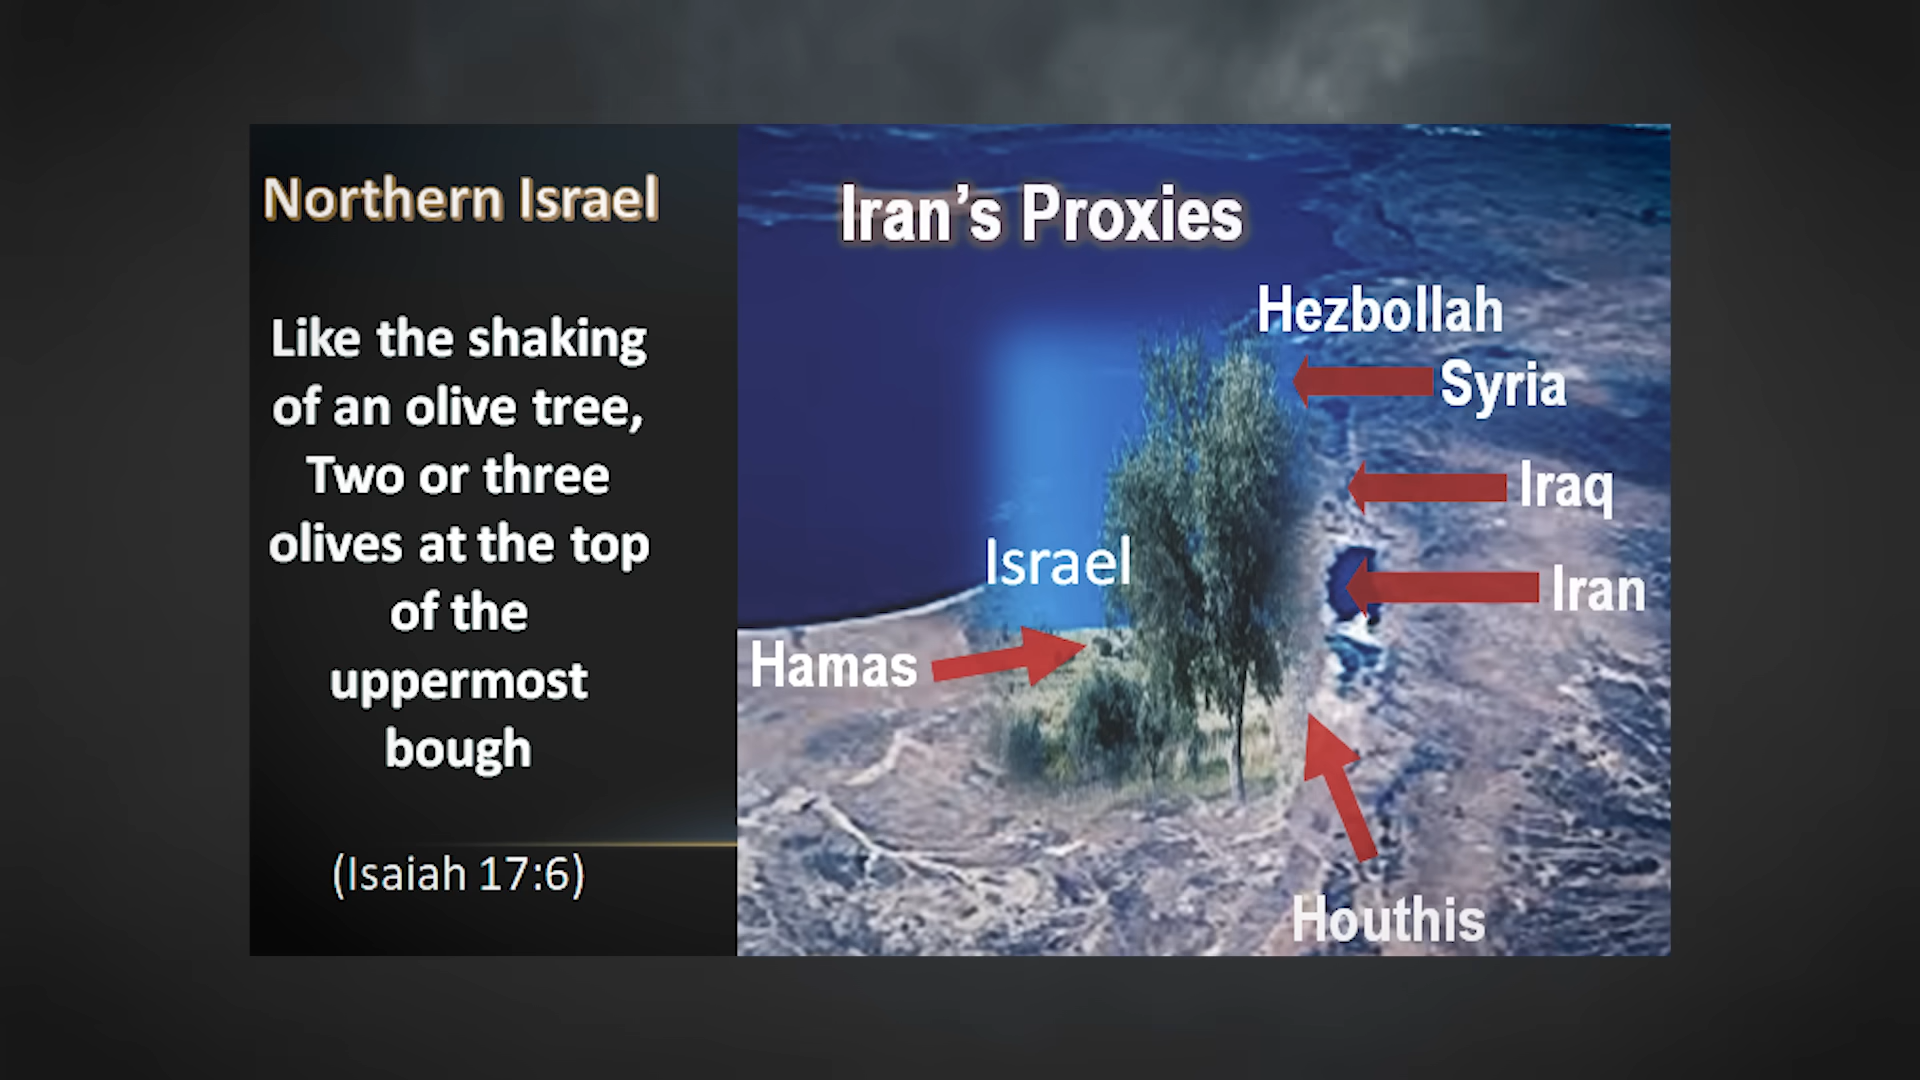 Northern Israel
Like the shaking
of an olive tree,
Two or three
olives at the top
of the
uppermost
bough
(Isaiah 17:6)
Iran's Proxies
Hezbollah
Syria
Iraq
Israel
Iran
Hamas
Houthis